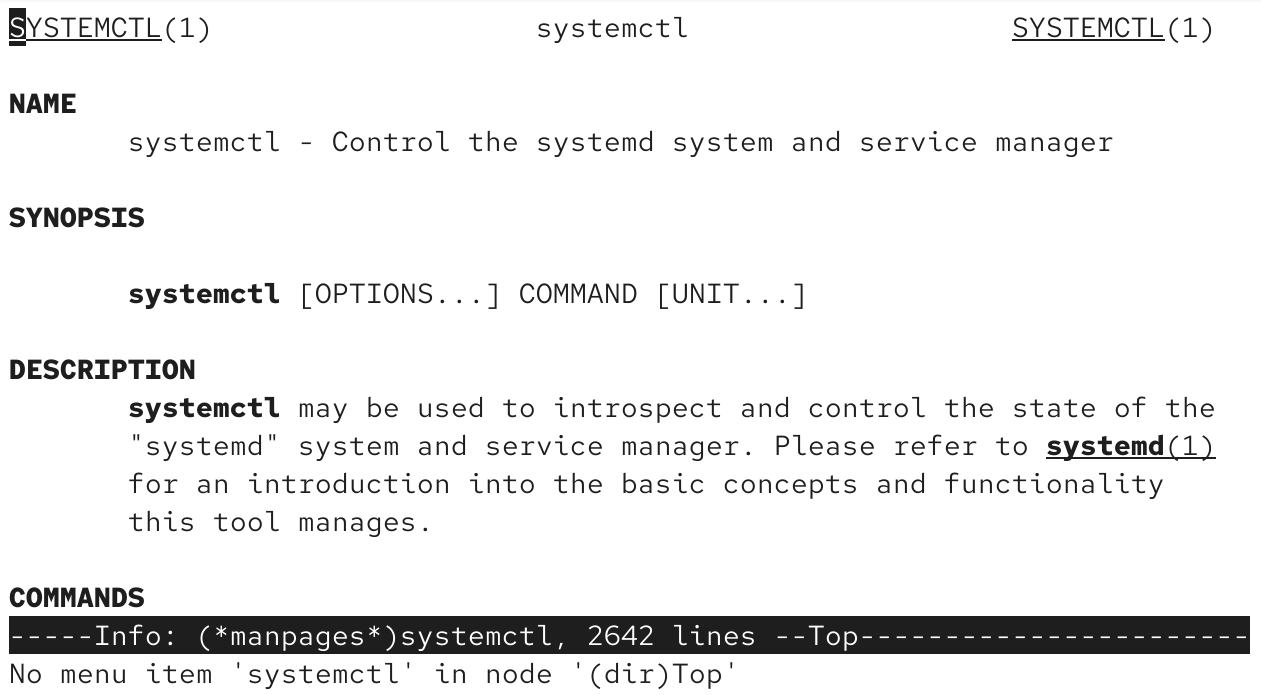 SYSTEMCTL(1) systemctl SYSTEMCTL(1)
NAME
systemctl - Control the systemd system and service manager
SYNOPSIS
systemctl [OPTIONS...] COMMAND [UNIT...]
DESCRIPTION
systemctl may be used to introspect and control the state of the
"systemd" system and service manager. Please refer to systemd(1)
for an introduction into the basic concepts and functionality
this tool manages.
COMMANDS
-----Info: (*manpages*)systemctl, 2642 lines --Top-----------------------
No menu item 'systemctl' in node '(dir)Top'